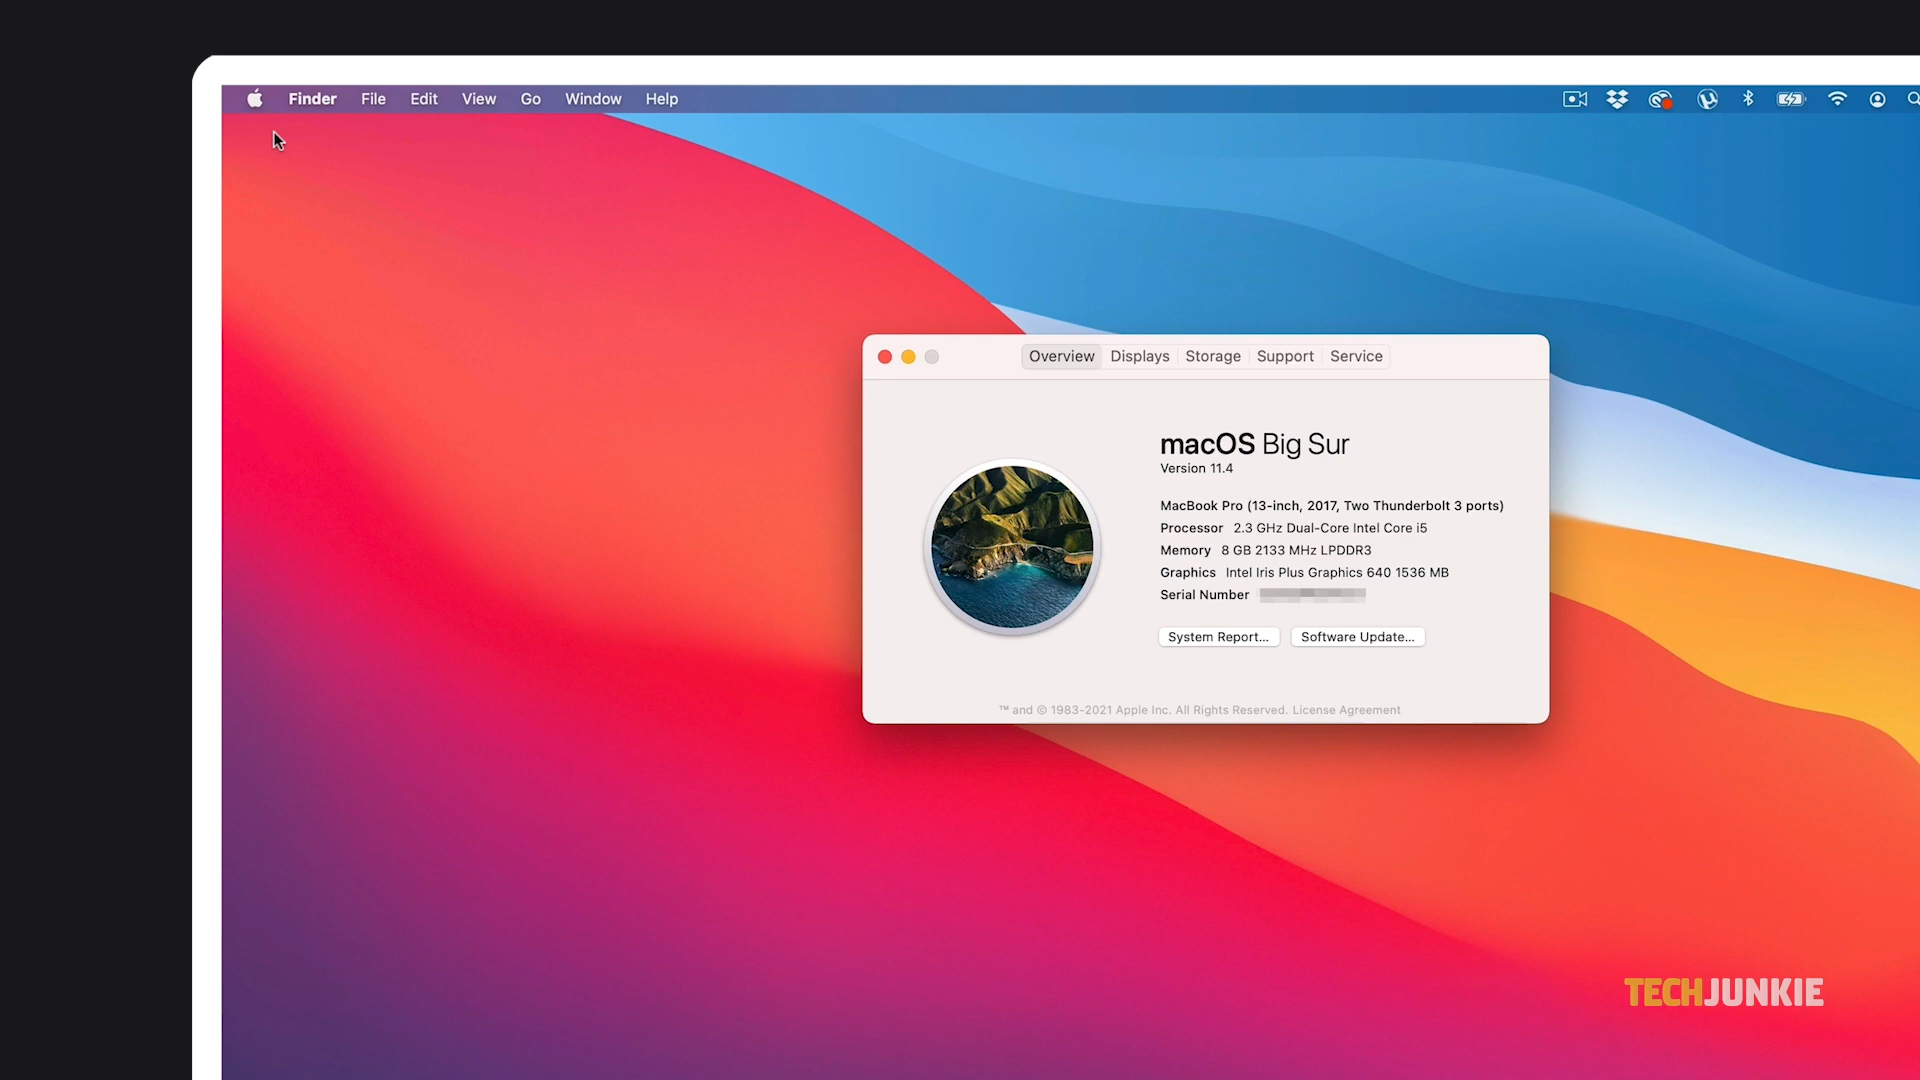 Finder File Edit View Go Window Help
Overview Displays Storage Support Service
macOS Big Sur
Version 11.4
MacBook Pro (13-inch, 2017, Two Thunderbolt 3 ports)
Processor 2.3 GHz Dual-Core Intel Core i5
Memory 8 GB 2133 MHz LPDDR3
Graphics Intel Iris Plus Graphics 640 1536 MB
Serial Number
System Report... Software Update...
™ and © 1983-2021 Apple Inc. All Rights Reserved. License Agreement
TECHJUNKIE